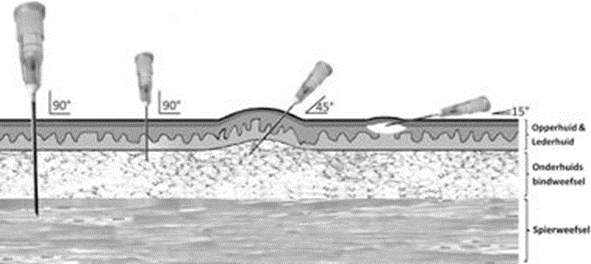 90°
90°
45°
15°
Opperhuid &
Lederhuid
Onderhuids
bindweefsel
Spierweefsel